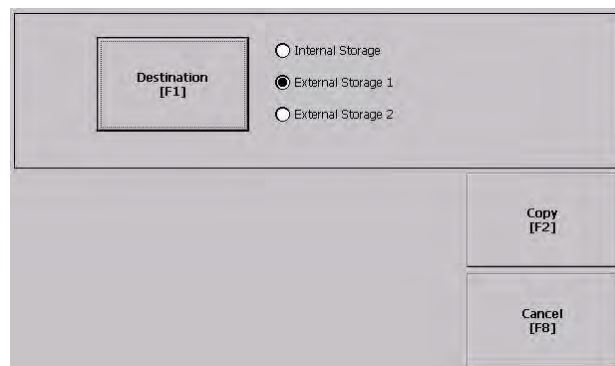 Destination
[F1]
Internal Storage
External Storage 1
External Storage 2
Copy
[F2]
Cancel
[F8]